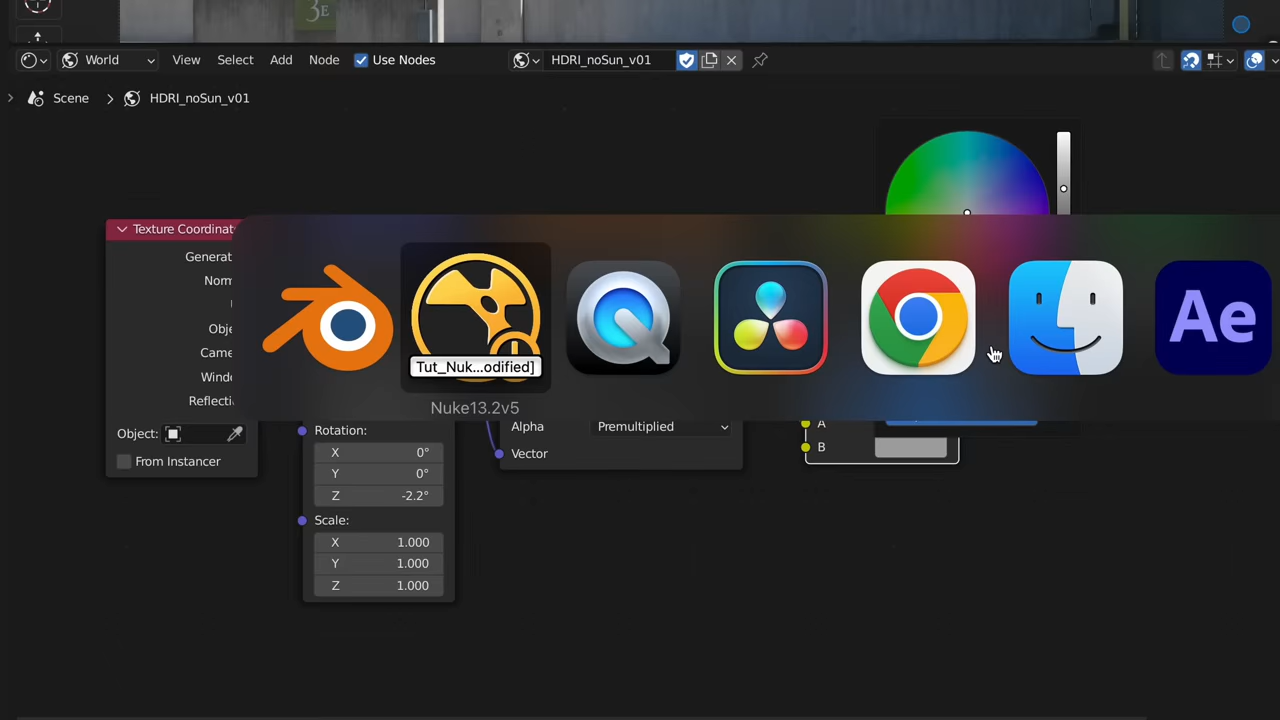 3E
World
View
Select
Add
Node
Use Nodes
HDRI_noSun_v01
Scene
HDRI_noSun_v01
Texture Coordinat
Generat
Norm
Obje
Came
Windo
Reflecti
Object:
From Instancer
Tut_Nuk...odified]
Nuke13.2v5
Ae
Rotation:
X 0°
Y 0°
Z -2.2°
Scale:
X 1.000
Y 1.000
Z 1.000
Alpha Premultiplied
Vector
A
B